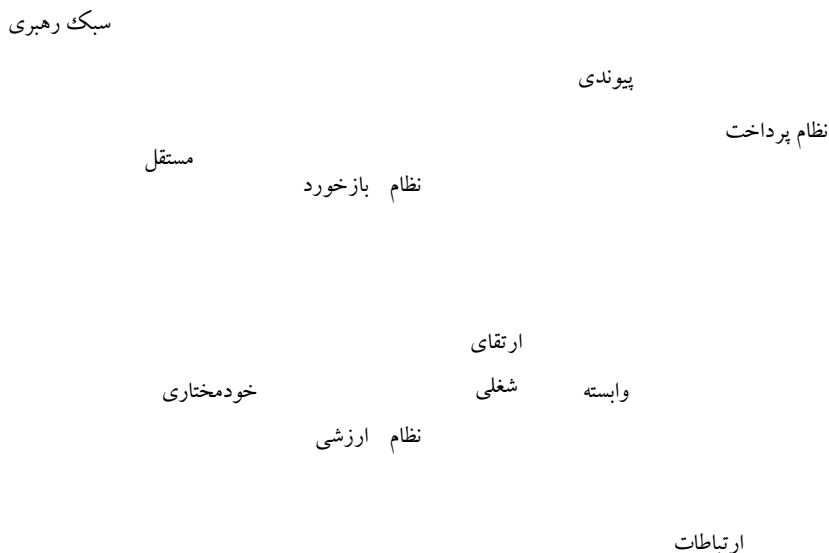 سبک رهبری
پیوندی
نظام پرداخت
مستقل
نظام بازخورد
ارتقای
شغلی
وابسته
خودمختاری
نظام ارزشی
ارتباطات